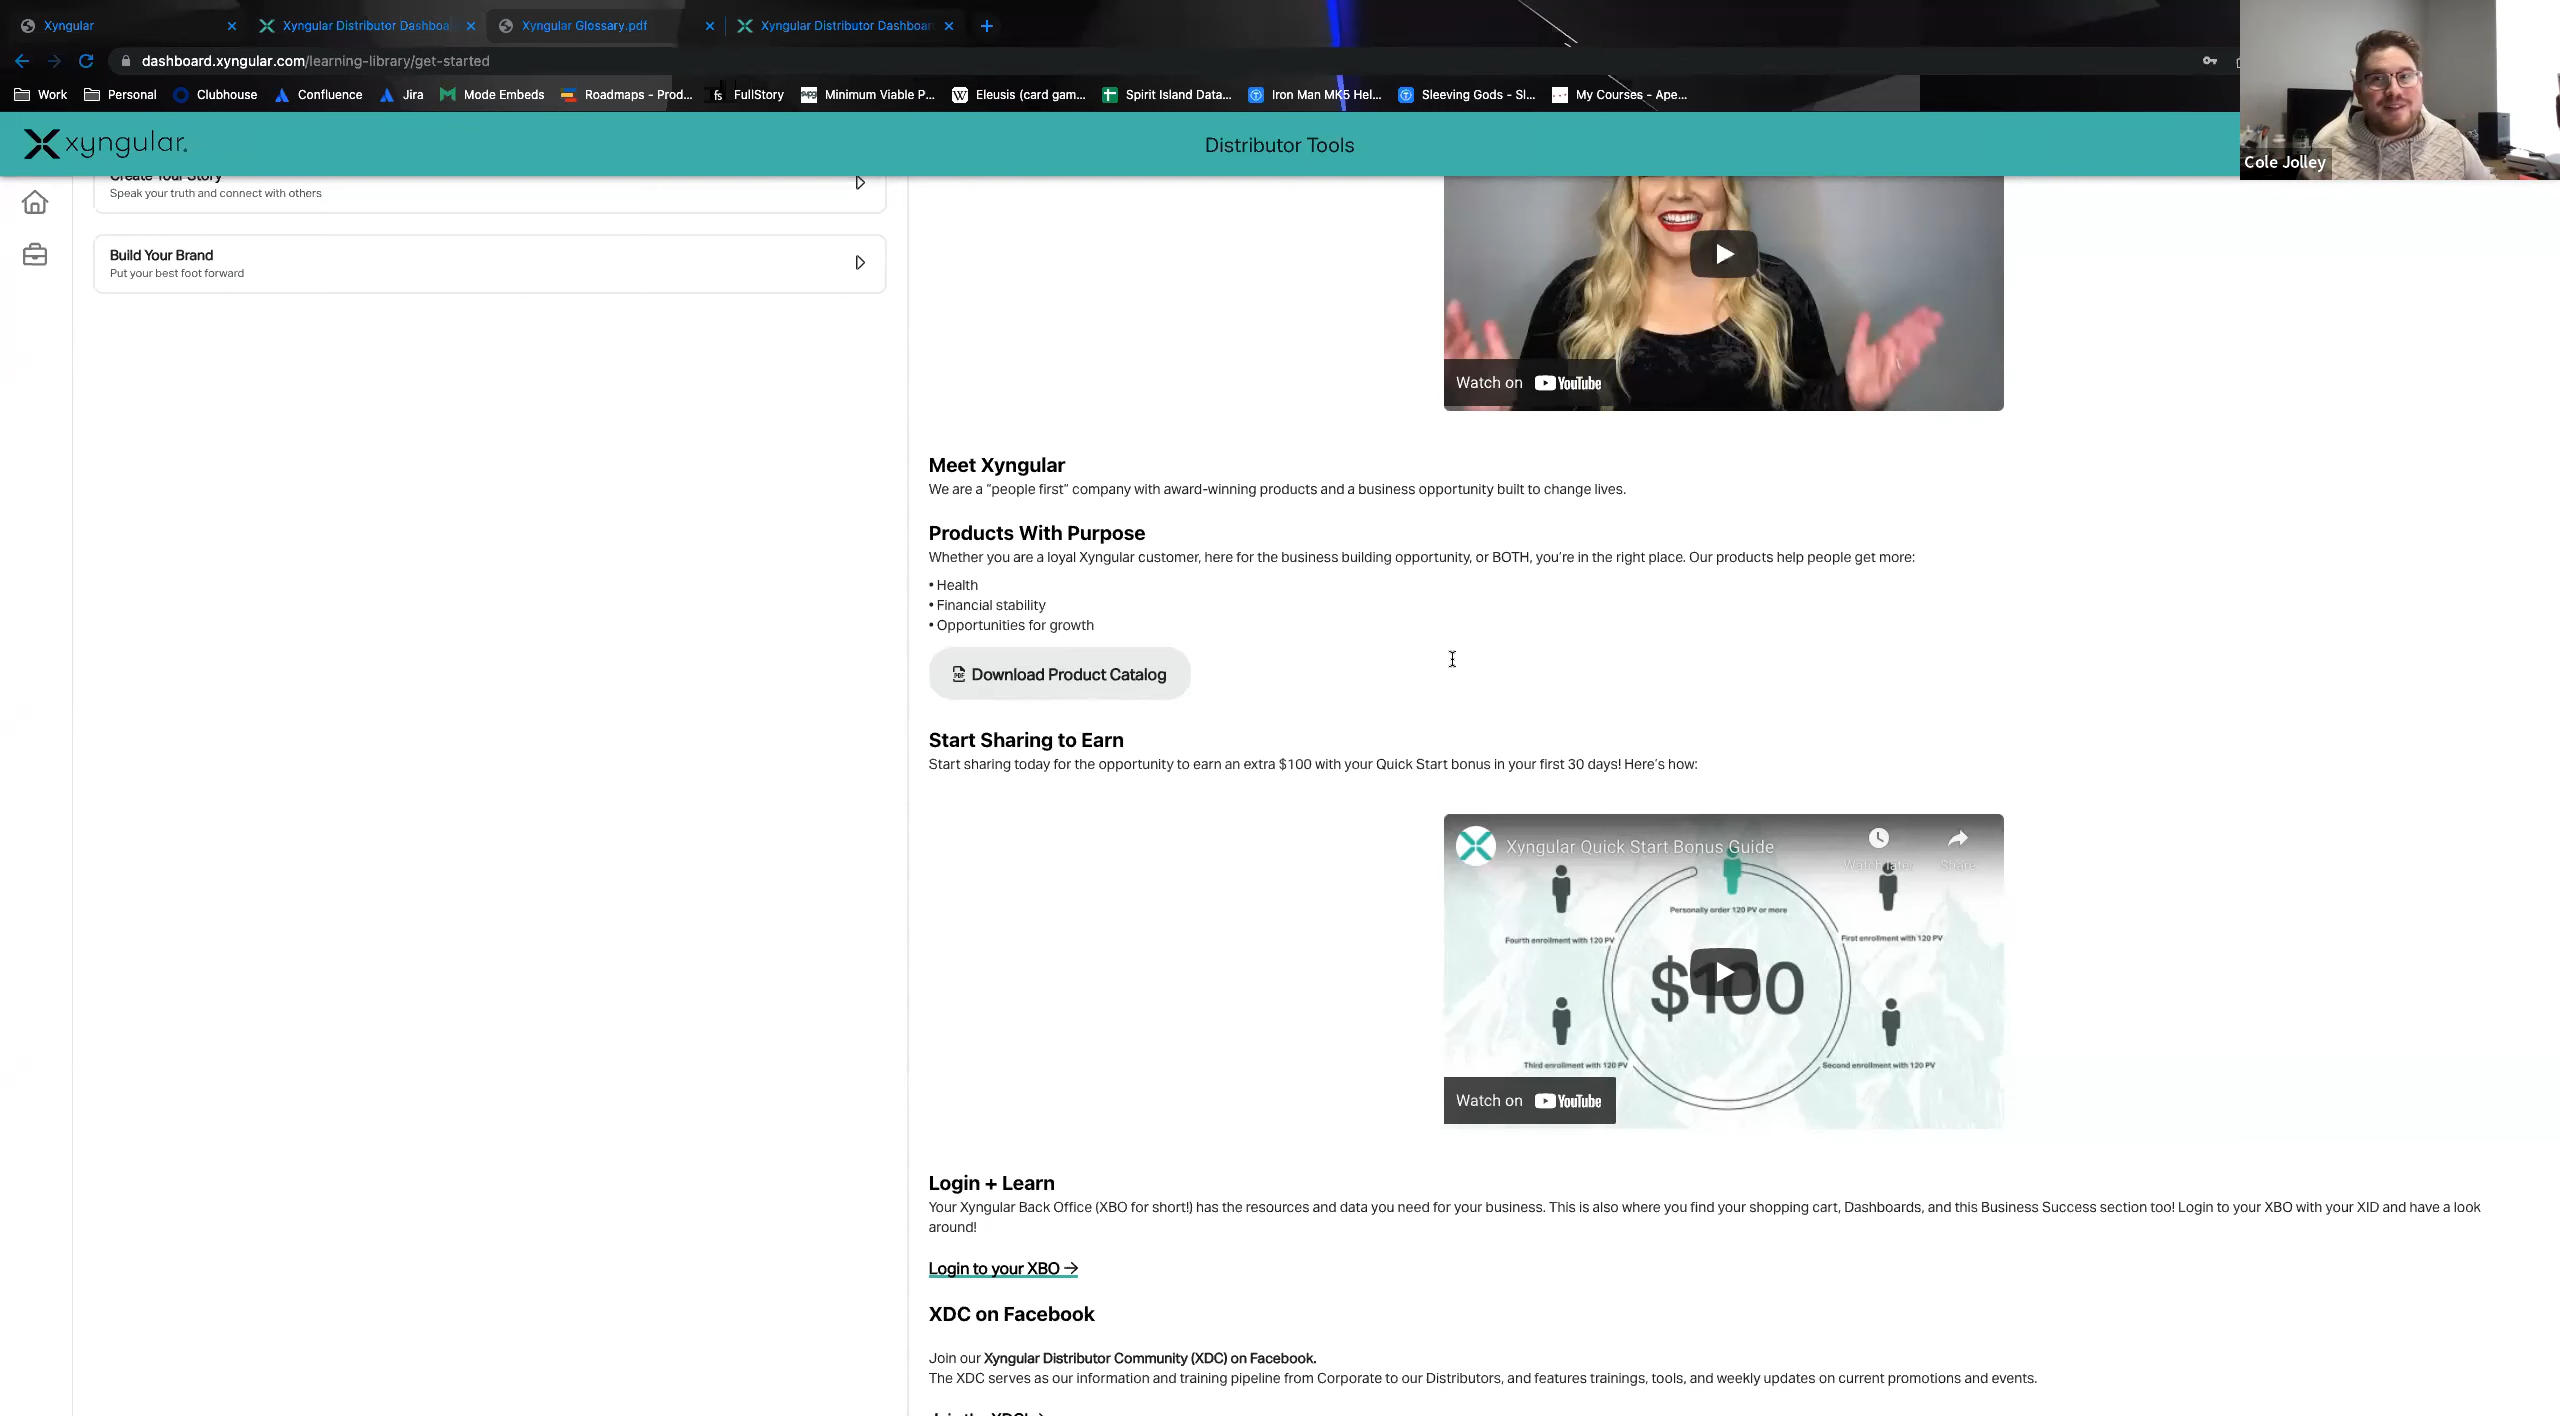 Xyngular
Xyngular Distributor Dashboa
Xyngular Glossary.pdf
Xyngular Distributor Dashboar
dashboard.xyngular.com/learning-library/get-started
Work
Personal
Clubhouse
Confluence
Jira
Mode Embeds
Roadmaps - Prod...
fs FullStory
Minimum Viable P...
W Eleusis (card gam...
Spirit Island Data...
Iron Man MK5 Hel...
Sleeving Gods - Sl...
My Courses - Ape...
xyngular.
Distributor Tools
Cole Jolley
Create Your Story
Speak your truth and connect with others
Build Your Brand
Put your best foot forward
Watch on YouTube
Meet Xyngular
We are a “people first” company with award-winning products and a business opportunity built to change lives.
Products With Purpose
Whether you are a loyal Xyngular customer, here for the business building opportunity, or BOTH, you’re in the right place. Our products help people get more:
• Health
• Financial stability
• Opportunities for growth
PDF Download Product Catalog
Start Sharing to Earn
Start sharing today for the opportunity to earn an extra $100 with your Quick Start bonus in your first 30 days! Here’s how:
Xyngular Quick Start Bonus Guide
Watch later
Share
Personally order 120 PV or more
Fourth enrollment with 120 PV
First enrollment with 120 PV
$100
Third enrollment with 120 PV
Second enrollment with 120 PV
Watch on YouTube
Login + Learn
Your Xyngular Back Office (XBO for short!) has the resources and data you need for your business. This is also where you find your shopping cart, Dashboards, and this Business Success section too! Login to your XBO with your XID and have a look
around!
Login to your XBO →
XDC on Facebook
Join our Xyngular Distributor Community (XDC) on Facebook.
The XDC serves as our information and training pipeline from Corporate to our Distributors, and features trainings, tools, and weekly updates on current promotions and events.